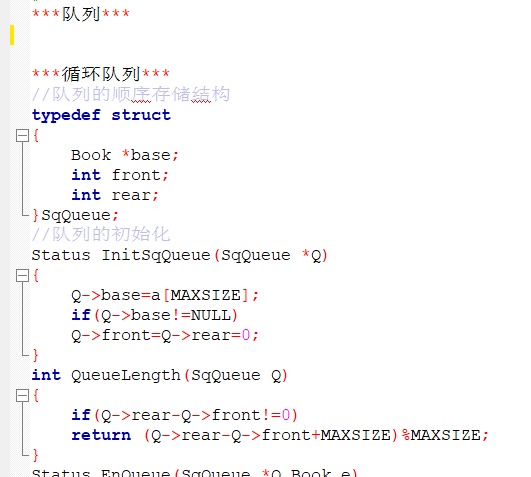 ***队列***
***循环队列***
//队列的顺序存储结构
typedef struct
{
Book *base;
int front;
int rear;
}SqQueue;
//队列的初始化
Status InitSqQueue(SqQueue *Q)
{
Q->base=a[MAXSIZE];
if(Q->base!=NULL)
Q->front=Q->rear=0;
}
int QueueLength(SqQueue Q)
{
if(Q->rear-Q->front!=0)
return (Q->rear-Q->front+MAXSIZE)%MAXSIZE;
}
Status EnQueue(SqQueue *Q,Book e)